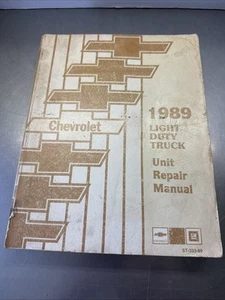 Chevrolet
1989
LIGHT
DUTY
TRUCK
Unit
Repair
Manual